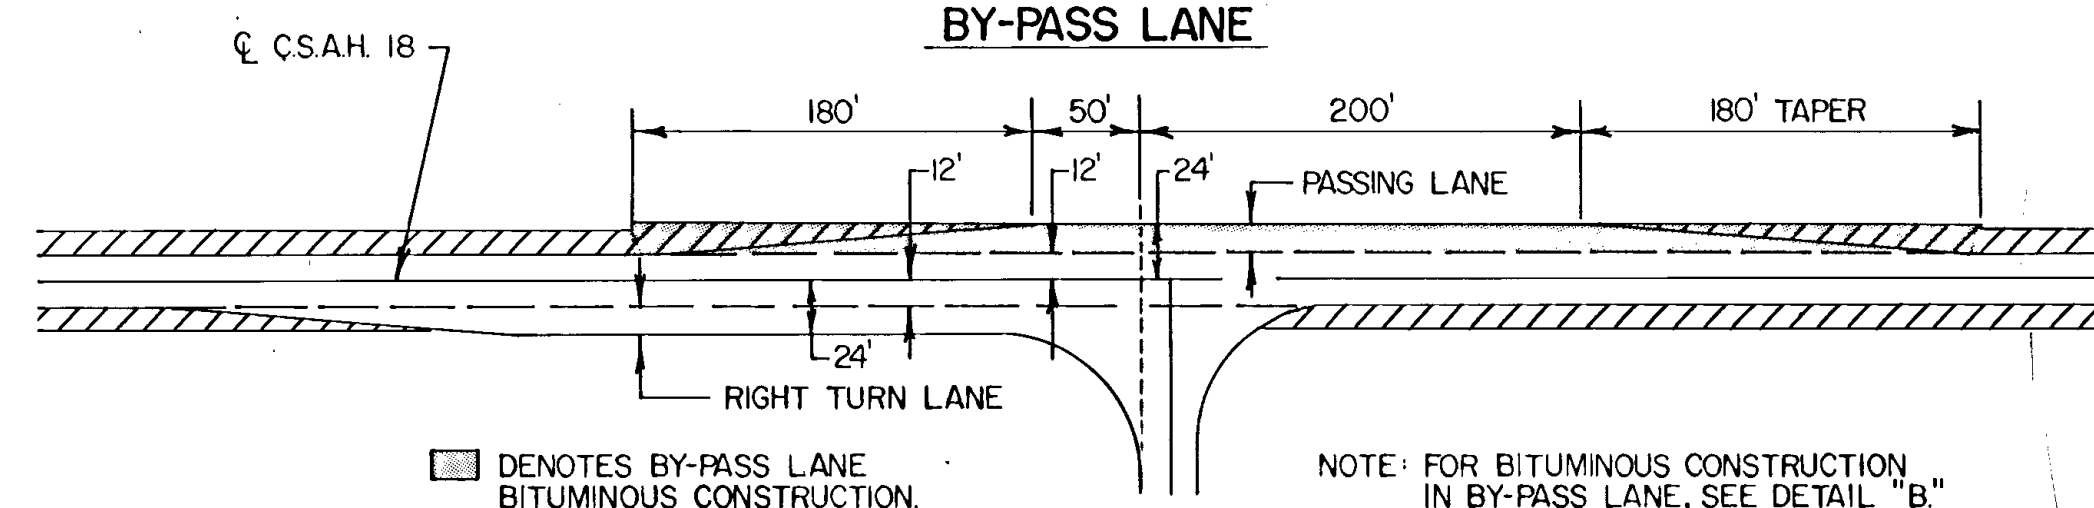 BY-PASS LANE
℄ C.S.A.H. 18
180' 50' 200' 180' TAPER
12' 12' 24'
PASSING LANE
24'
RIGHT TURN LANE
DENOTES BY-PASS LANE
BITUMINOUS CONSTRUCTION.
NOTE: FOR BITUMINOUS CONSTRUCTION
IN BY-PASS LANE, SEE DETAIL "B."